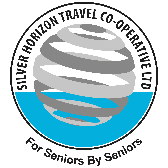 SILVER HORIZON TRAVEL CO-OPERATIVE LTD
For Seniors By Seniors